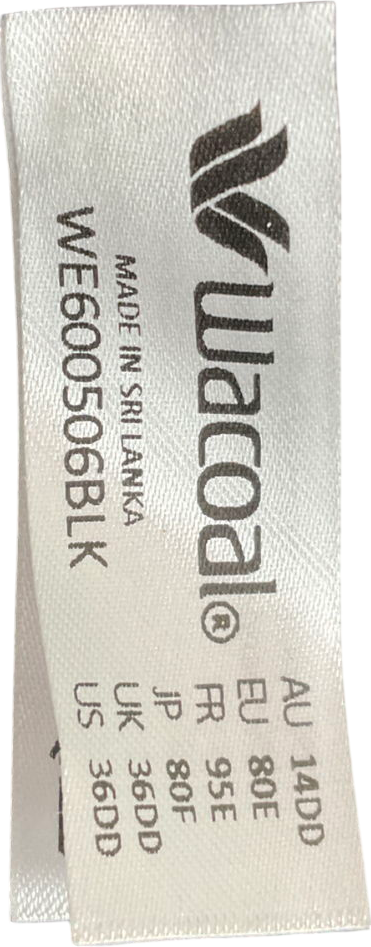 wacoal®
MADE IN SRI LANKA
WE600506BLK
AU 14DD
EU 80E
FR 95E
JP 80F
UK 36DD
US 36DD